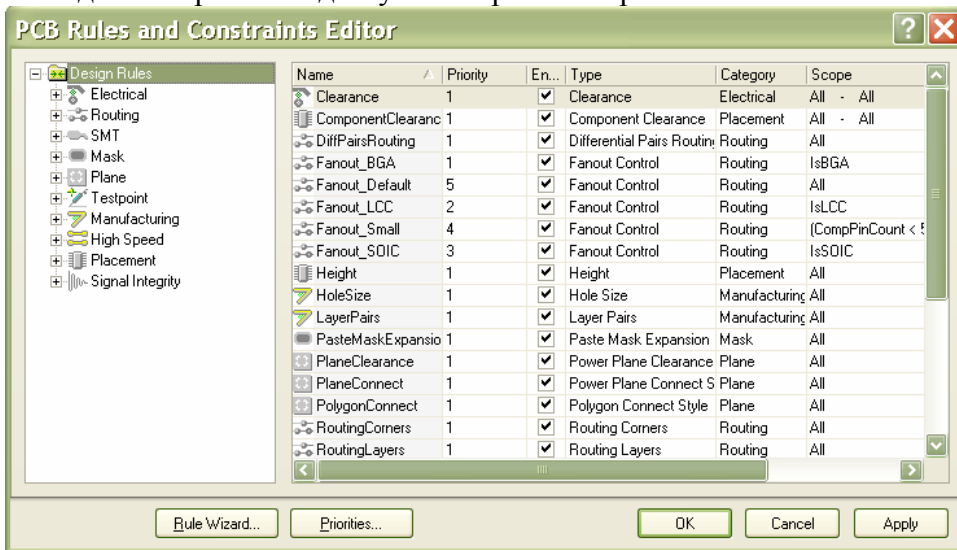 PCB Rules and Constraints Editor
Design Rules
Electrical
Routing
SMT
Mask
Plane
Testpoint
Manufacturing
High Speed
Placement
Signal Integrity
Name Priority En... Type Category Scope
Clearance 1 Clearance Electrical All - All
ComponentClearanc 1 Component Clearance Placement All - All
DiffPairsRouting 1 Differential Pairs Routin Routing All
Fanout_BGA 1 Fanout Control Routing IsBGA
Fanout_Default 5 Fanout Control Routing All
Fanout_LCC 2 Fanout Control Routing IsLCC
Fanout_Small 4 Fanout Control Routing (CompPinCount < 5
Fanout_SOIC 3 Fanout Control Routing IsSOIC
Height 1 Height Placement All
HoleSize 1 Hole Size Manufacturing All
LayerPairs 1 Layer Pairs Manufacturing All
PasteMaskExpansio 1 Paste Mask Expansion Mask All
PlaneClearance 1 Power Plane Clearance Plane All
PlaneConnect 1 Power Plane Connect S Plane All
PolygonConnect 1 Polygon Connect Style Plane All
RoutingCorners 1 Routing Corners Routing All
RoutingLayers 1 Routing Layers Routing All
Rule Wizard... Priorities... OK Cancel Apply